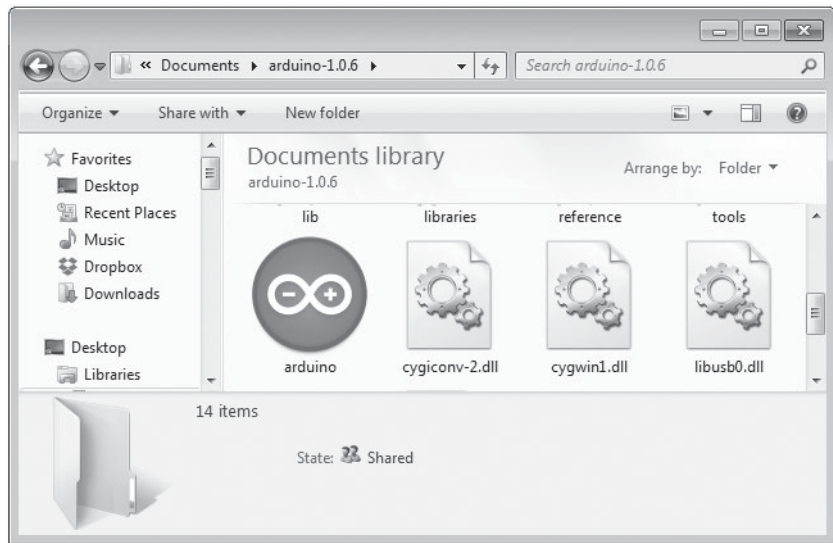 « Documents ▸ arduino-1.0.6 ▸
Search arduino-1.0.6
Organize ▾ Share with ▾ New folder
Favorites
Desktop
Recent Places
Music
Dropbox
Downloads
Desktop
Libraries
Documents library
arduino-1.0.6
Arrange by: Folder ▾
lib libraries reference tools
arduino cygiconv-2.dll cygwin1.dll libusb0.dll
14 items
State: Shared